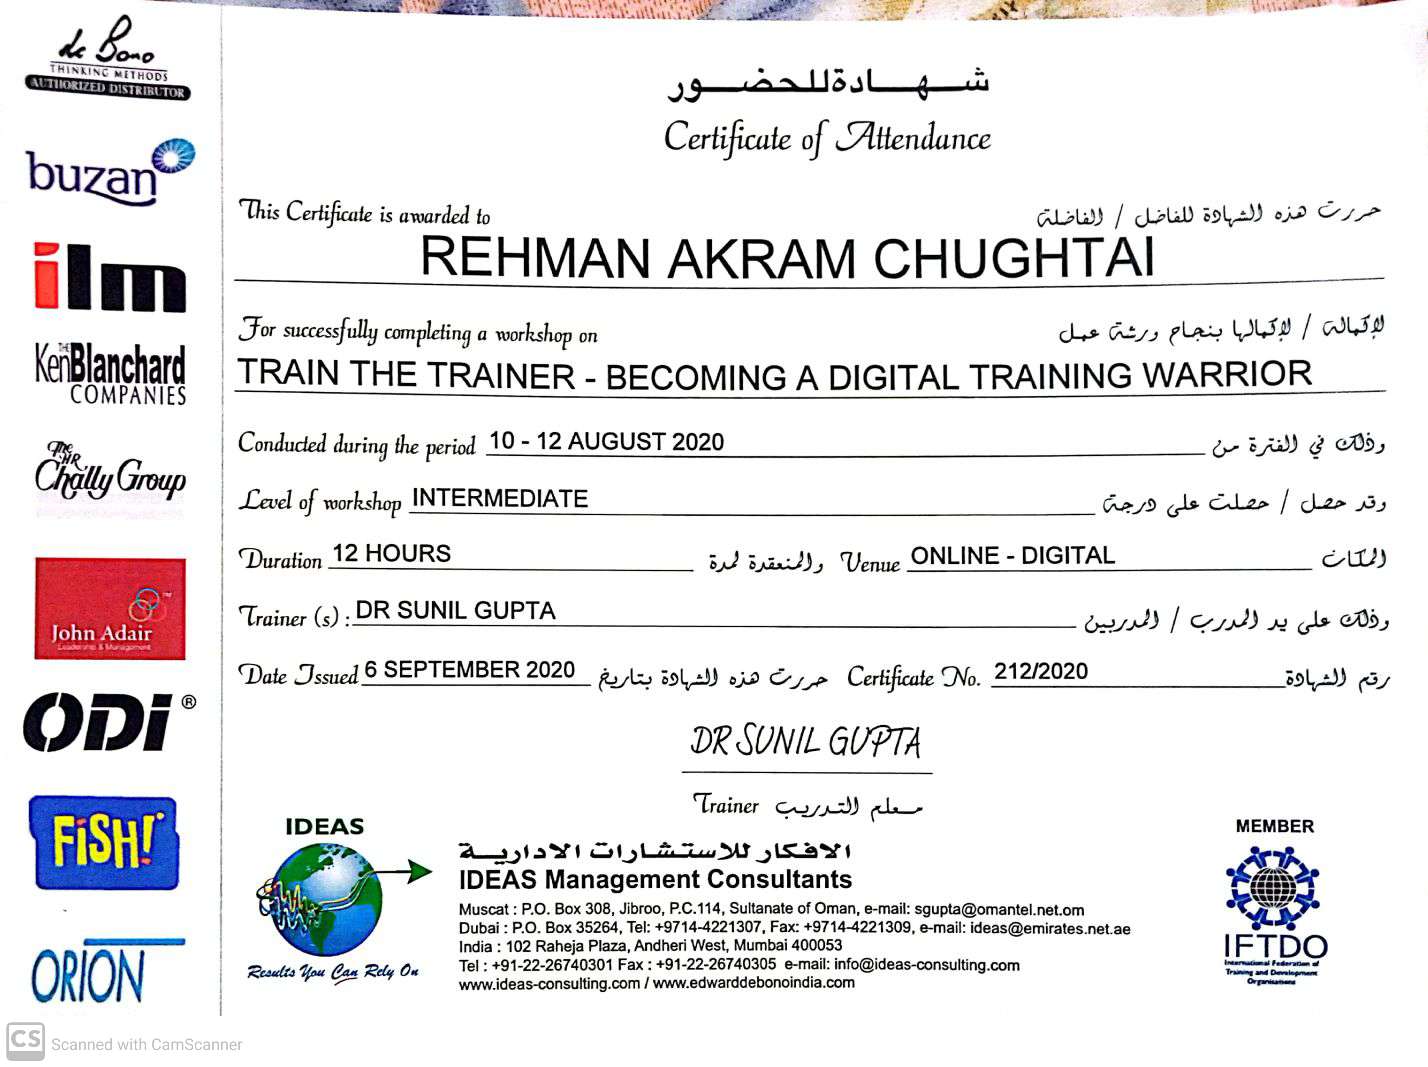 de Bono
THINKING METHODS
AUTHORIZED DISTRIBUTOR
buzan
ilm
THE
KenBlanchard
COMPANIES
The
HR
Chally Group
John Adair
Leadership & Management
ODi®
FiSH!
ORION
شهادة للحضور
Certificate of Attendance
This Certificate is awarded to حررت هذه الشهادة للفاضل / الفاضلة
REHMAN AKRAM CHUGHTAI
For successfully completing a workshop on لإكماله / لإكمالها بنجاح ورشة عمل
TRAIN THE TRAINER - BECOMING A DIGITAL TRAINING WARRIOR
Conducted during the period 10 - 12 AUGUST 2020 وذلك في الفترة من
Level of workshop INTERMEDIATE وقد حصل / حصلت على درجة
Duration 12 HOURS والمنعقدة لمدة Venue ONLINE - DIGITAL المكان
Trainer (s) : DR SUNIL GUPTA وذلك على يد المدرب / المدربين
Date Issued 6 SEPTEMBER 2020 حررت هذه الشهادة بتاريخ Certificate No. 212/2020 رقم الشهادة
DR SUNIL GUPTA
Trainer معلم التدريب
IDEAS
Results You Can Rely On
الافكار للاستشارات الادارية
IDEAS Management Consultants
Muscat : P.O. Box 308, Jibroo, P.C.114, Sultanate of Oman, e-mail: sgupta@omantel.net.om
Dubai : P.O. Box 35264, Tel: +9714-4221307, Fax: +9714-4221309, e-mail: ideas@emirates.net.ae
India : 102 Raheja Plaza, Andheri West, Mumbai 400053
Tel : +91-22-26740301 Fax : +91-22-26740305 e-mail: info@ideas-consulting.com
www.ideas-consulting.com / www.edwarddebonoindia.com
MEMBER
IFTDO
International Federation of
Training and Development
Organisations
CS Scanned with CamScanner